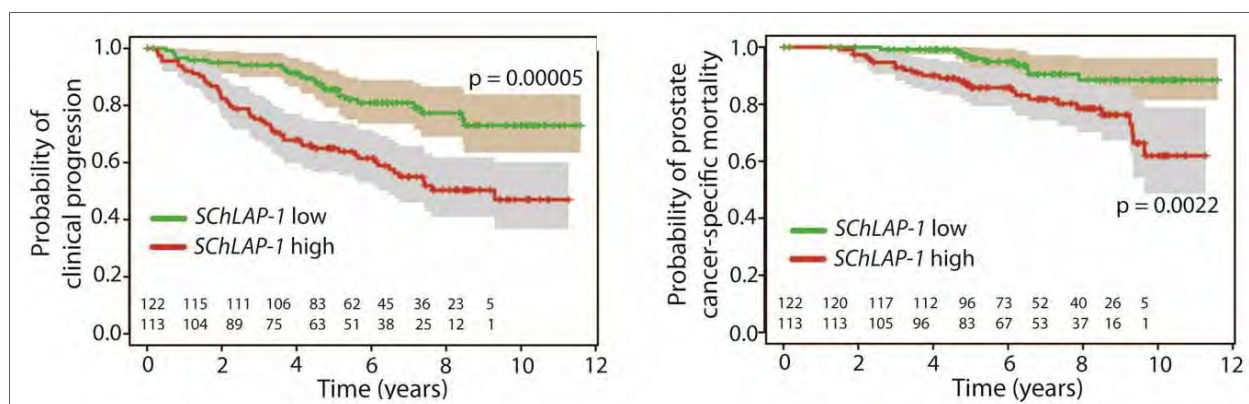 Probability of
clinical progression
1.0
0.8
0.6
0.4
0.2
0.0
p = 0.00005
SChLAP-1 low
SChLAP-1 high
122 115 111 106 83 62 45 36 23 5
113 104 89 75 63 51 38 25 12 1
0 2 4 6 8 10 12
Time (years)
Probability of prostate
cancer-specific mortality
1.0
0.8
0.6
0.4
0.2
0.0
p = 0.0022
SChLAP-1 low
SChLAP-1 high
122 120 117 112 96 73 52 40 26 5
113 113 105 96 83 67 53 37 16 1
0 2 4 6 8 10 12
Time (years)